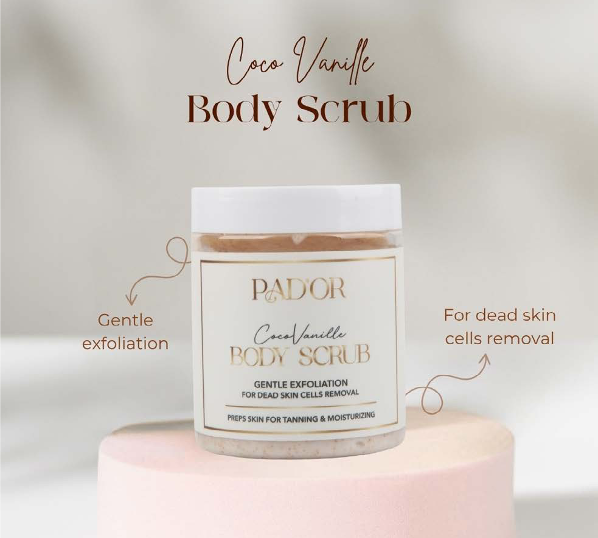 Coco Vanille
Body Scrub
PAD'OR
CocoVanille
BODY SCRUB
GENTLE EXFOLIATION
FOR DEAD SKIN CELLS REMOVAL
PREPS SKIN FOR TANNING & MOISTURIZING
Gentle
exfoliation
For dead skin
cells removal